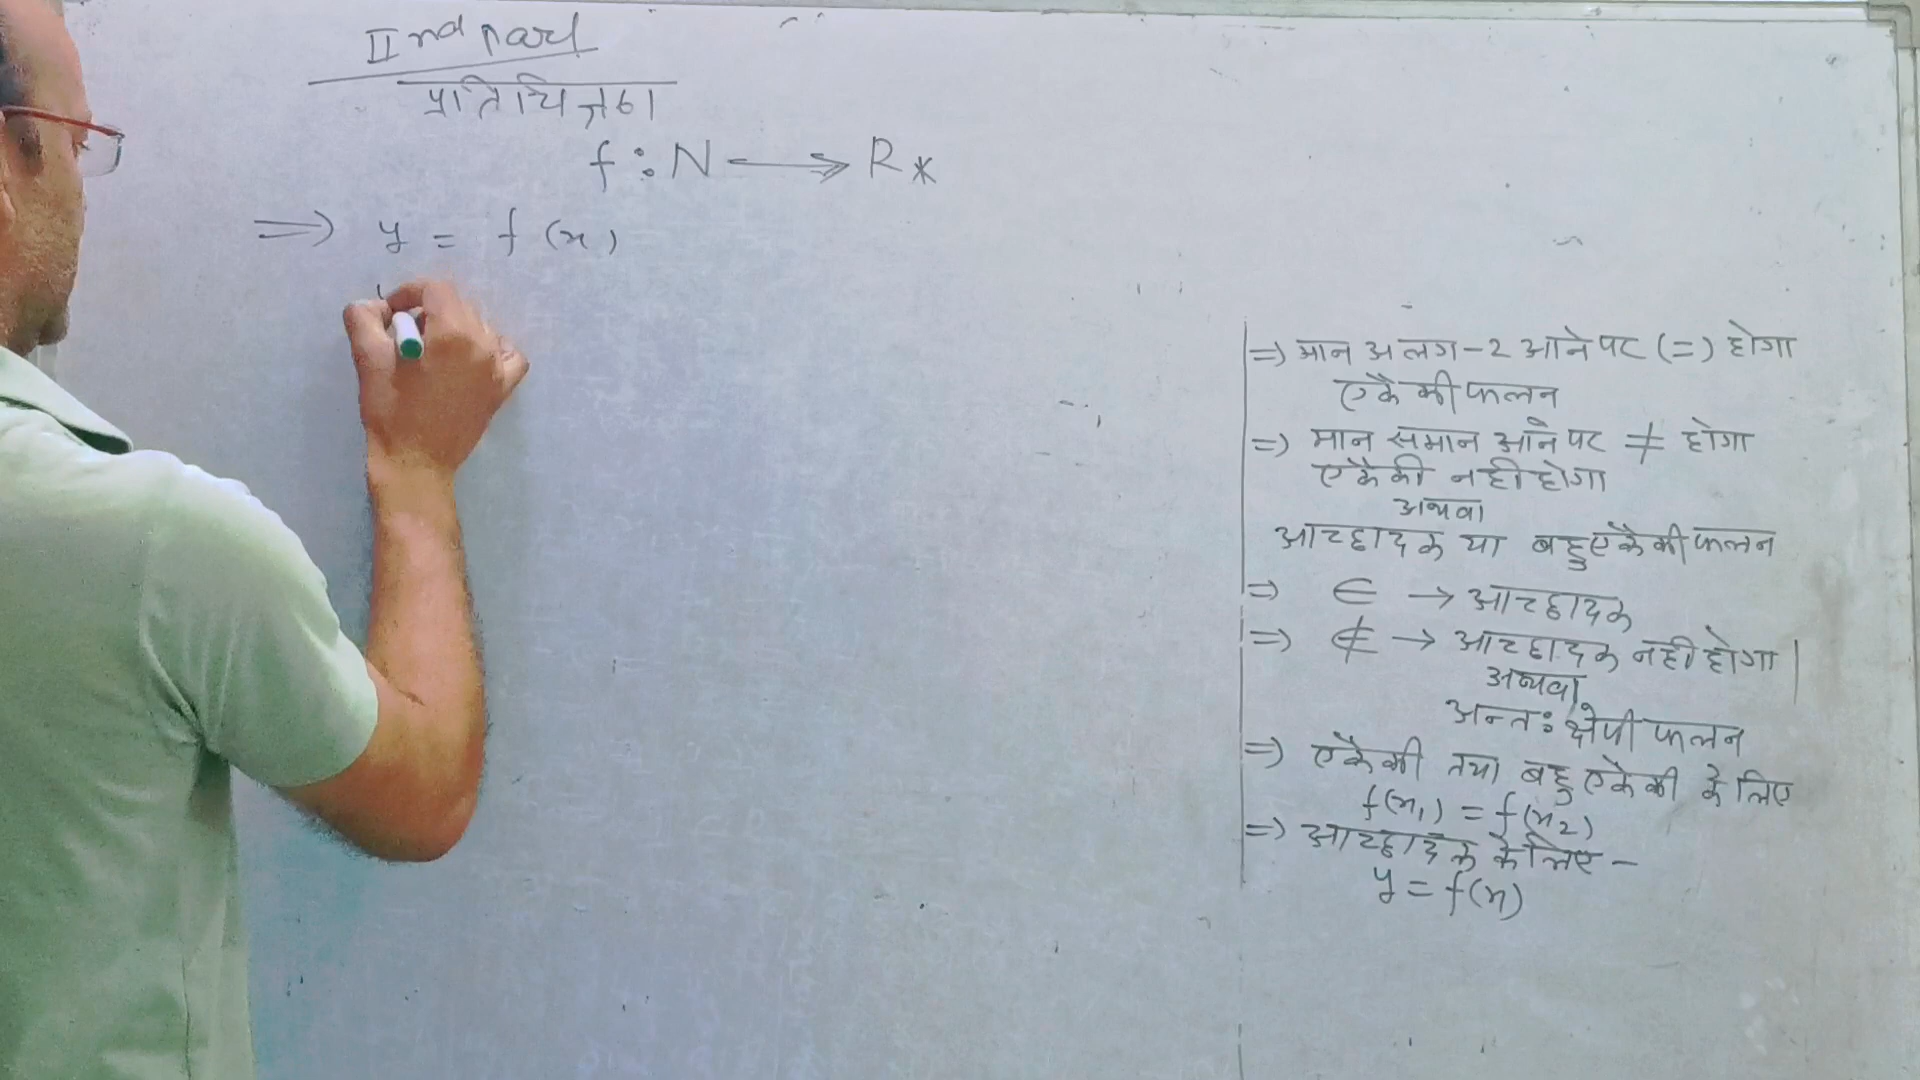 IInd part
प्रतिचित्रण
f : N ⟶ R*
⇒ y = f(x)
⇒ मान अलग-2 आने पर (=) होगा
एकैकी फलन
⇒ मान समान आने पर ≠ होगा
एकैकी नही होगा
अथवा
आच्छादक या बहुएकैकी फलन
⇒ ∈ → आच्छादक
⇒ ∉ → आच्छादक नही होगा |
अथवा
अन्त: क्षेपी फलन
⇒ एकैकी तथा बहुएकैकी के लिए
f(x₁) = f(x₂)
⇒ आच्छादक के लिए -
y = f(x)